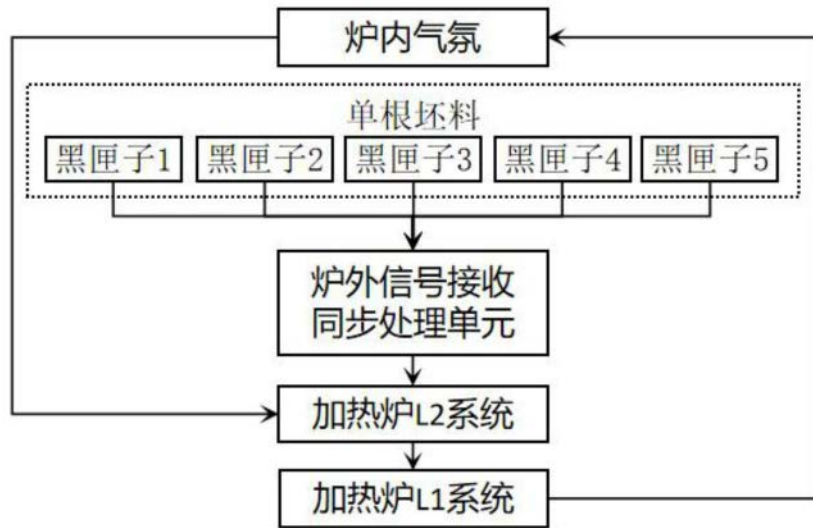 炉内气氛
单根坯料
黑匣子1 黑匣子2 黑匣子3 黑匣子4 黑匣子5
炉外信号接收
同步处理单元
加热炉L2系统
加热炉L1系统